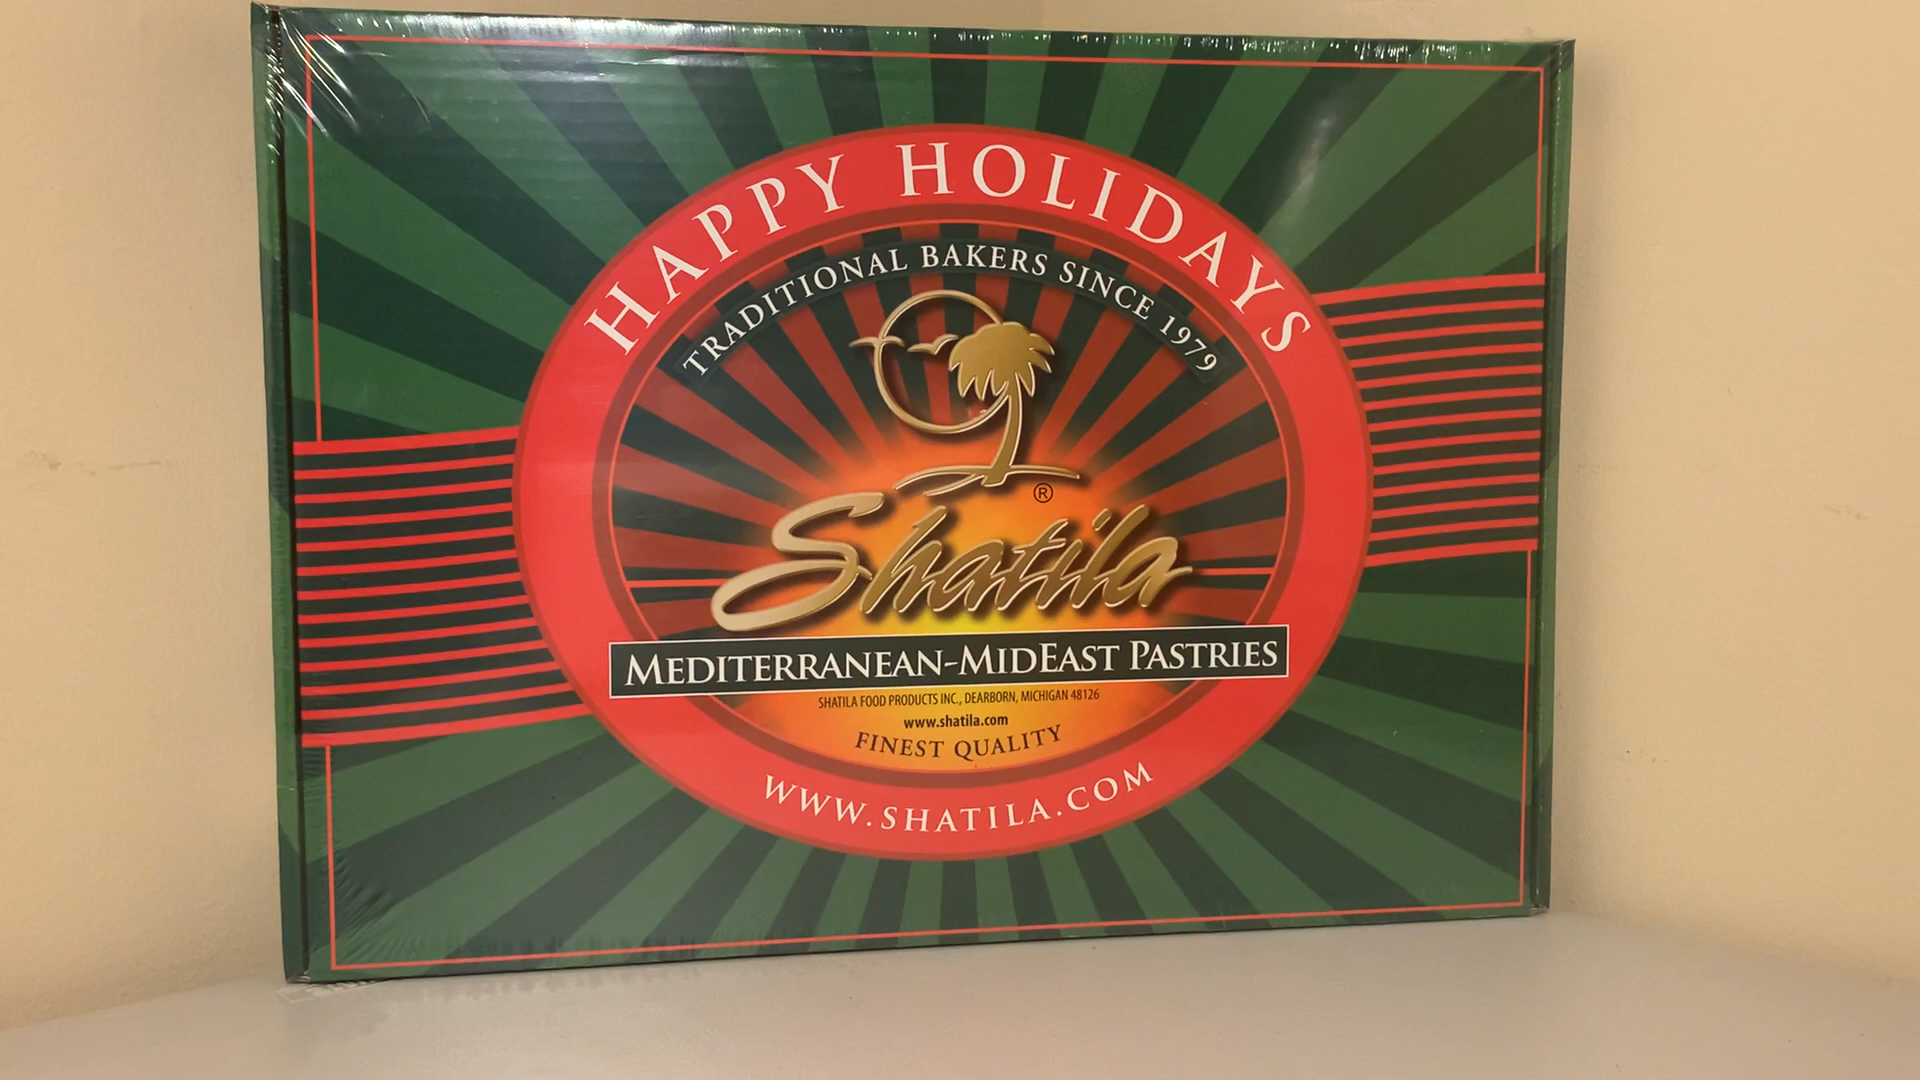 HAPPY HOLIDAYS
TRADITIONAL BAKERS SINCE 1979
®
Shatila
MEDITERRANEAN-MIDEAST PASTRIES
SHATILA FOOD PRODUCTS INC., DEARBORN, MICHIGAN 48126
www.shatila.com
FINEST QUALITY
WWW.SHATILA.COM